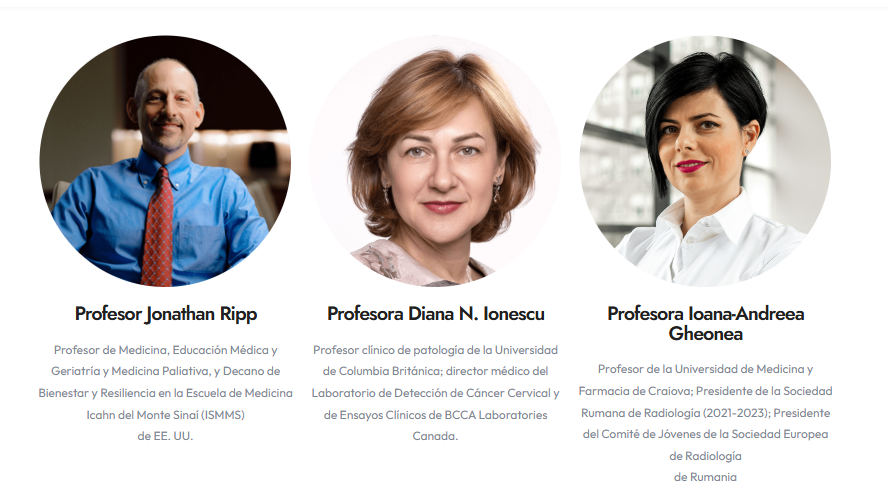 Profesor Jonathan Ripp
Profesor de Medicina, Educación Médica y
Geriatría y Medicina Paliativa, y Decano de
Bienestar y Resiliencia en la Escuela de Medicina
Icahn del Monte Sinaí (ISMMS)
de EE. UU.
Profesora Diana N. Ionescu
Profesor clínico de patología de la Universidad
de Columbia Británica; director médico del
Laboratorio de Detección de Cáncer Cervical y
de Ensayos Clínicos de BCCA Laboratories
Canada.
Profesora Ioana-Andreea
Gheonea
Profesor de la Universidad de Medicina y
Farmacia de Craiova; Presidente de la Sociedad
Rumana de Radiología (2021-2023); Presidente
del Comité de Jóvenes de la Sociedad Europea
de Radiología
de Rumania